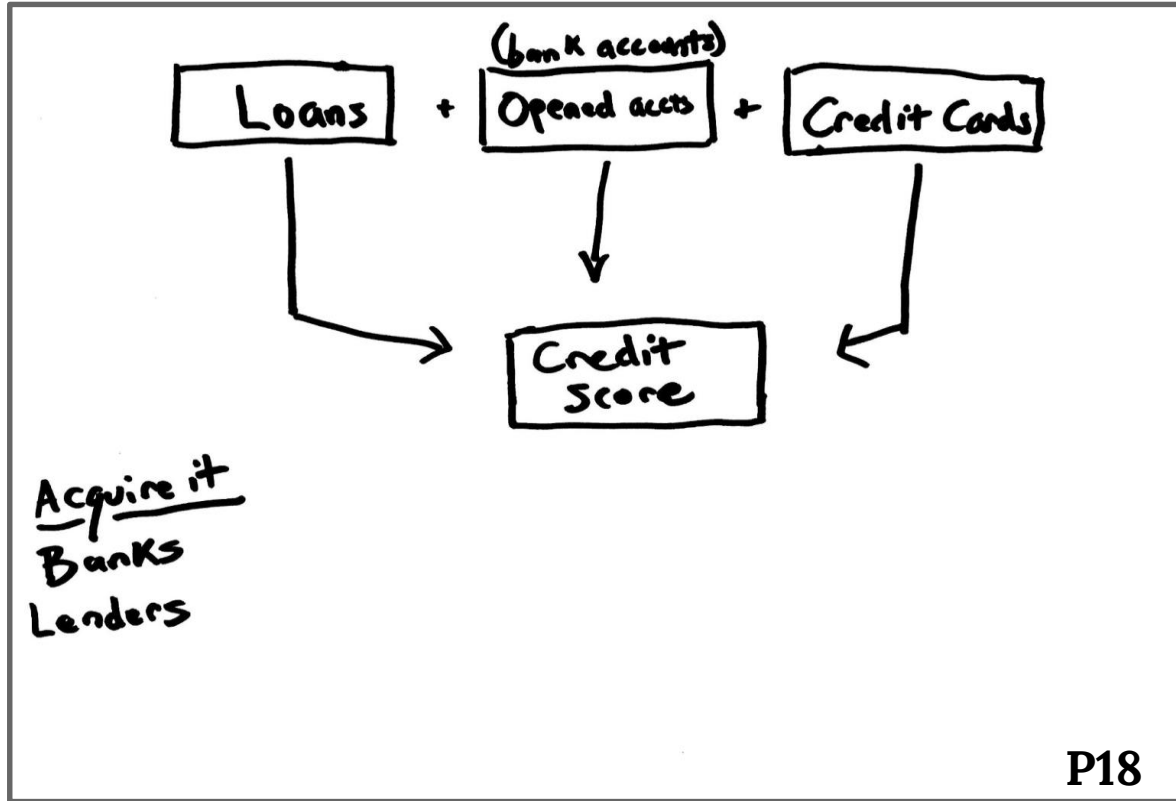 (bank accounts)
Loans + Opened accts + Credit Cards
Credit
score
Acquire it
Banks
Lenders
P18